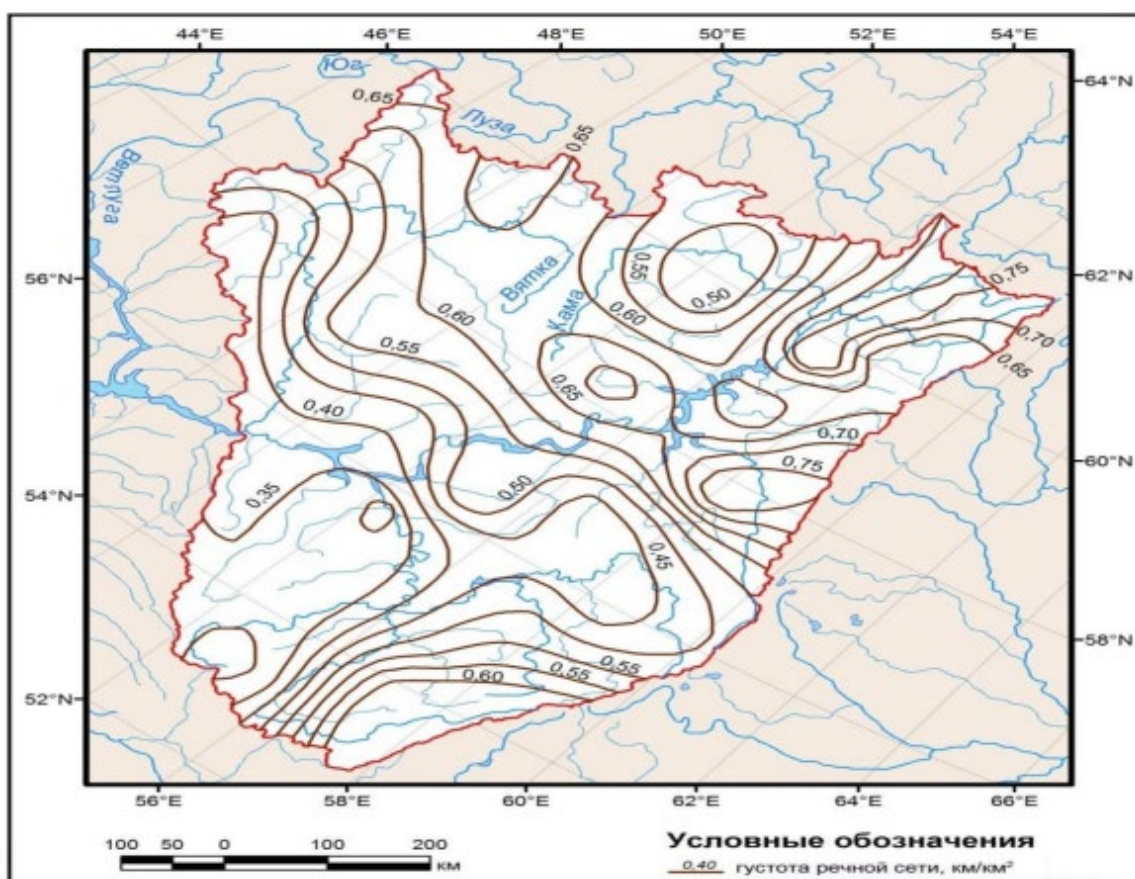 44°E 46°E 48°E 50°E 52°E 54°E
64°N
Юг
0,65
Луза
0,65
Ветлуга
56°N
62°N
0,55
0,75
Вятка
0,50
Кама
0,60
0,60
0,70
0,55
0,65
0,65
0,40
0,70
60°N
0,75
54°N
0,35
0,50
0,45
58°N
0,55
0,55
0,60
52°N
56°E 58°E 60°E 62°E 64°E 66°E
Условные обозначения
100 50 0 100 200
км
0,40 густота речной сети, км/км²